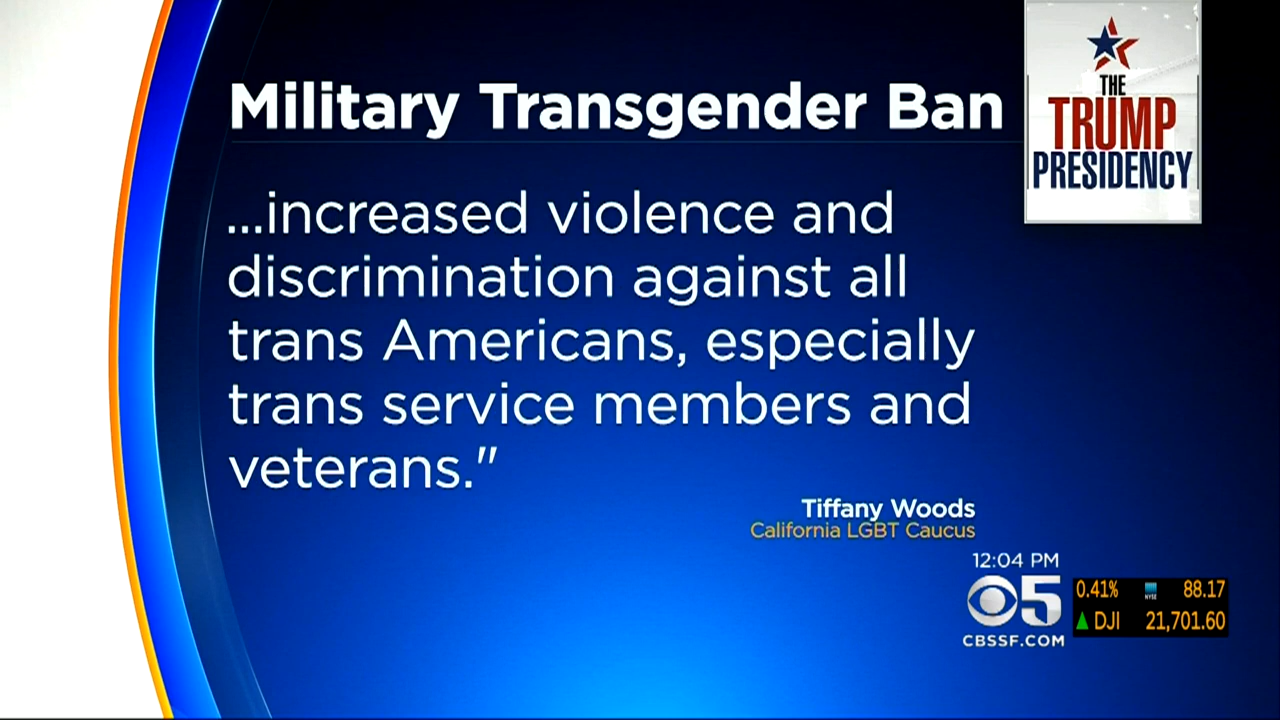 Military Transgender Ban
THE
TRUMP
PRESIDENCY
...increased violence and
discrimination against all
trans Americans, especially
trans service members and
veterans."
Tiffany Woods
California LGBT Caucus
12:04 PM
5
CBSSF.COM
0.41% NYSE 88.17
DJI 21,701.60